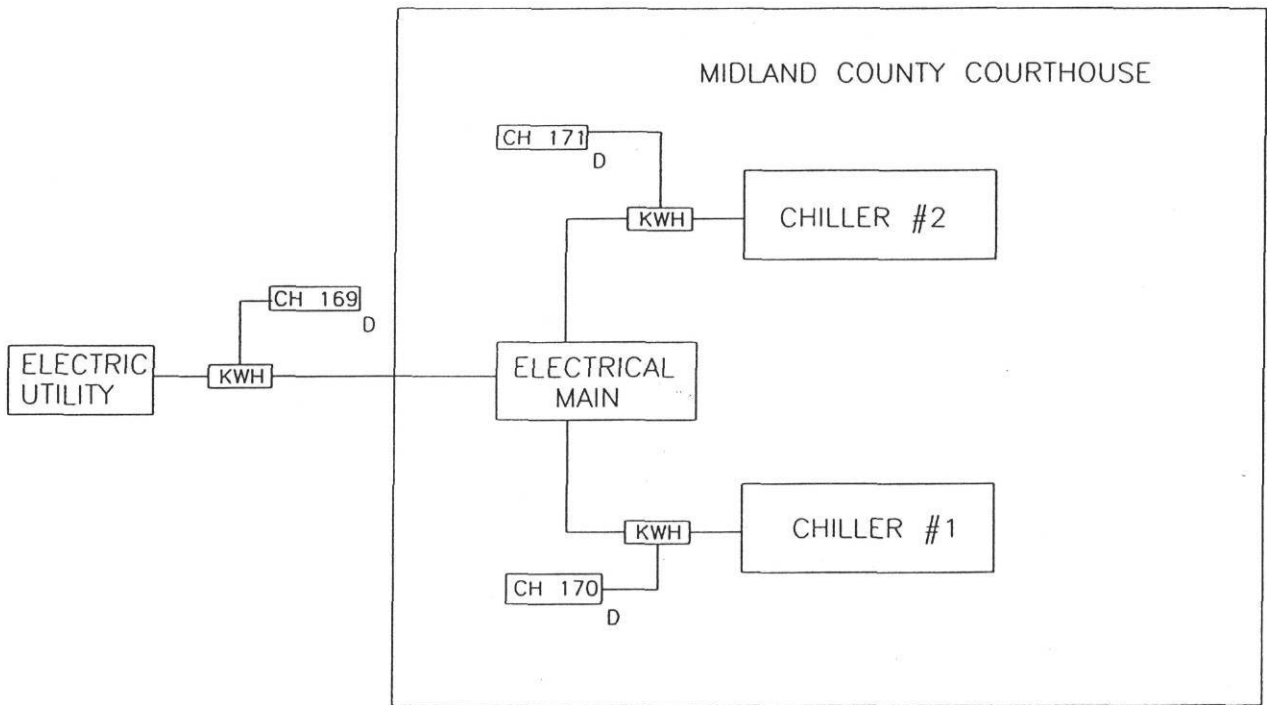 MIDLAND COUNTY COURTHOUSE
CH 171
D
KWH
CHILLER #2
CH 169
D
ELECTRIC
UTILITY
KWH
ELECTRICAL
MAIN
KWH
CHILLER #1
CH 170
D